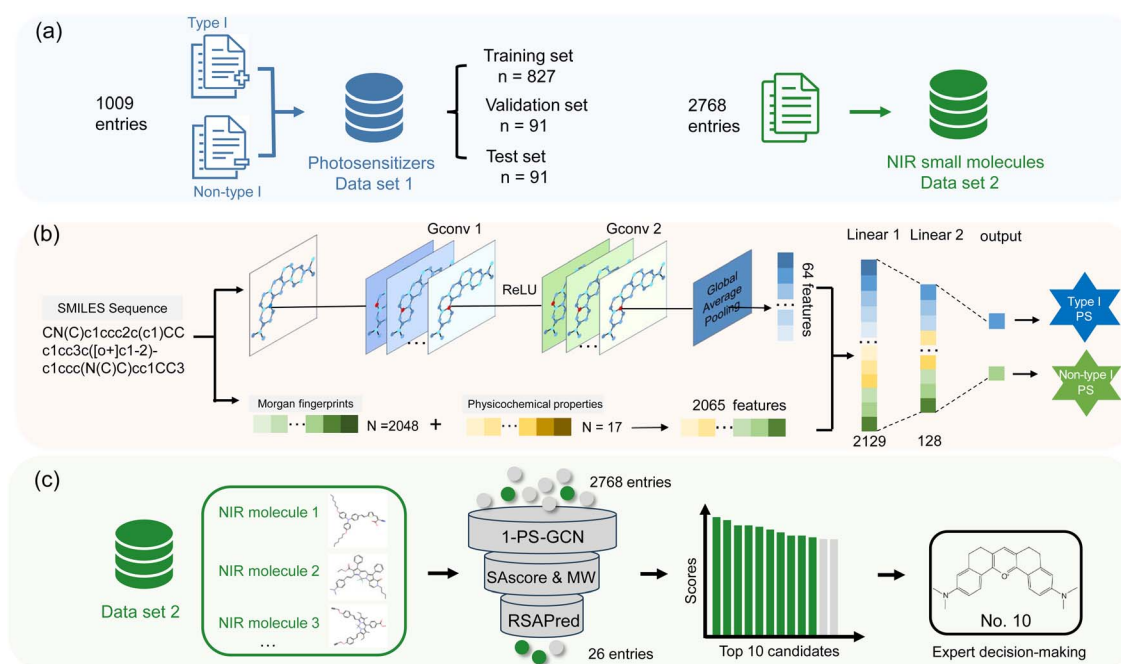 (a)
Type I
1009
entries
Non-type I
Photosensitizers
Data set 1
Training set
n = 827
Validation set
n = 91
Test set
n = 91
2768
entries
NIR small molecules
Data set 2
(b)
SMILES Sequence
CN(C)c1ccc2c(c1)CC
c1cc3c([o+]c1-2)-
c1ccc(N(C)C)cc1CC3
Gconv 1
...
ReLU
Gconv 2
...
Global
Average
Pooling
64 features
Morgan fingerprints
N =2048
+
Physicochemical properties
N = 17
2065 features
Linear 1
Linear 2
output
2129
128
Type I
PS
Non-type I
PS
(c)
Data set 2
NIR molecule 1
NIR molecule 2
NIR molecule 3
...
2768 entries
1-PS-GCN
SAscore & MW
RSAPred
26 entries
Scores
Top 10 candidates
N
O⁺
N
No. 10
Expert decision-making